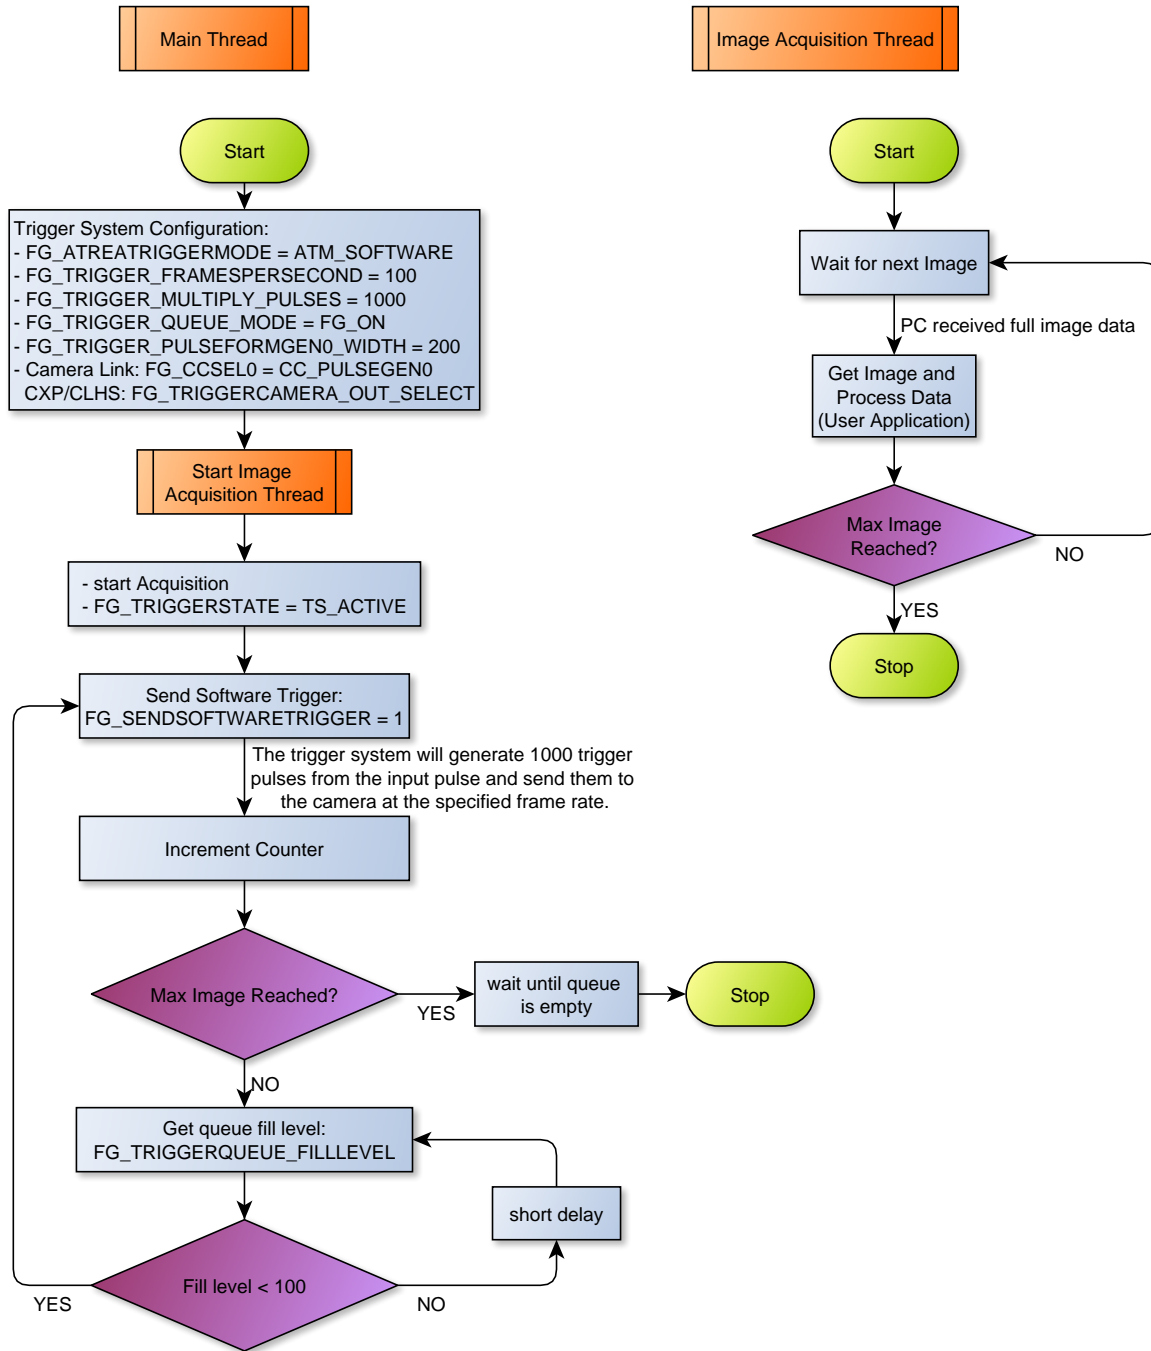 Main Thread
Start
Trigger System Configuration:
- FG_ATREATRIGGERMODE = ATM_SOFTWARE
- FG_TRIGGER_FRAMESPERSECOND = 100
- FG_TRIGGER_MULTIPLY_PULSES = 1000
- FG_TRIGGER_QUEUE_MODE = FG_ON
- FG_TRIGGER_PULSEFORMGEN0_WIDTH = 200
- Camera Link: FG_CCSEL0 = CC_PULSEGEN0
CXP/CLHS: FG_TRIGGERCAMERA_OUT_SELECT
Start Image
Acquisition Thread
- start Acquisition
- FG_TRIGGERSTATE = TS_ACTIVE
Send Software Trigger:
FG_SENDSOFTWARETRIGGER = 1
The trigger system will generate 1000 trigger
pulses from the input pulse and send them to
the camera at the specified frame rate.
Increment Counter
Max Image Reached?
YES
wait until queue
is empty
Stop
NO
Get queue fill level:
FG_TRIGGERQUEUE_FILLLEVEL
short delay
Fill level < 100
YES
NO
Image Acquisition Thread
Start
Wait for next Image
PC received full image data
Get Image and
Process Data
(User Application)
Max Image
Reached?
NO
YES
Stop